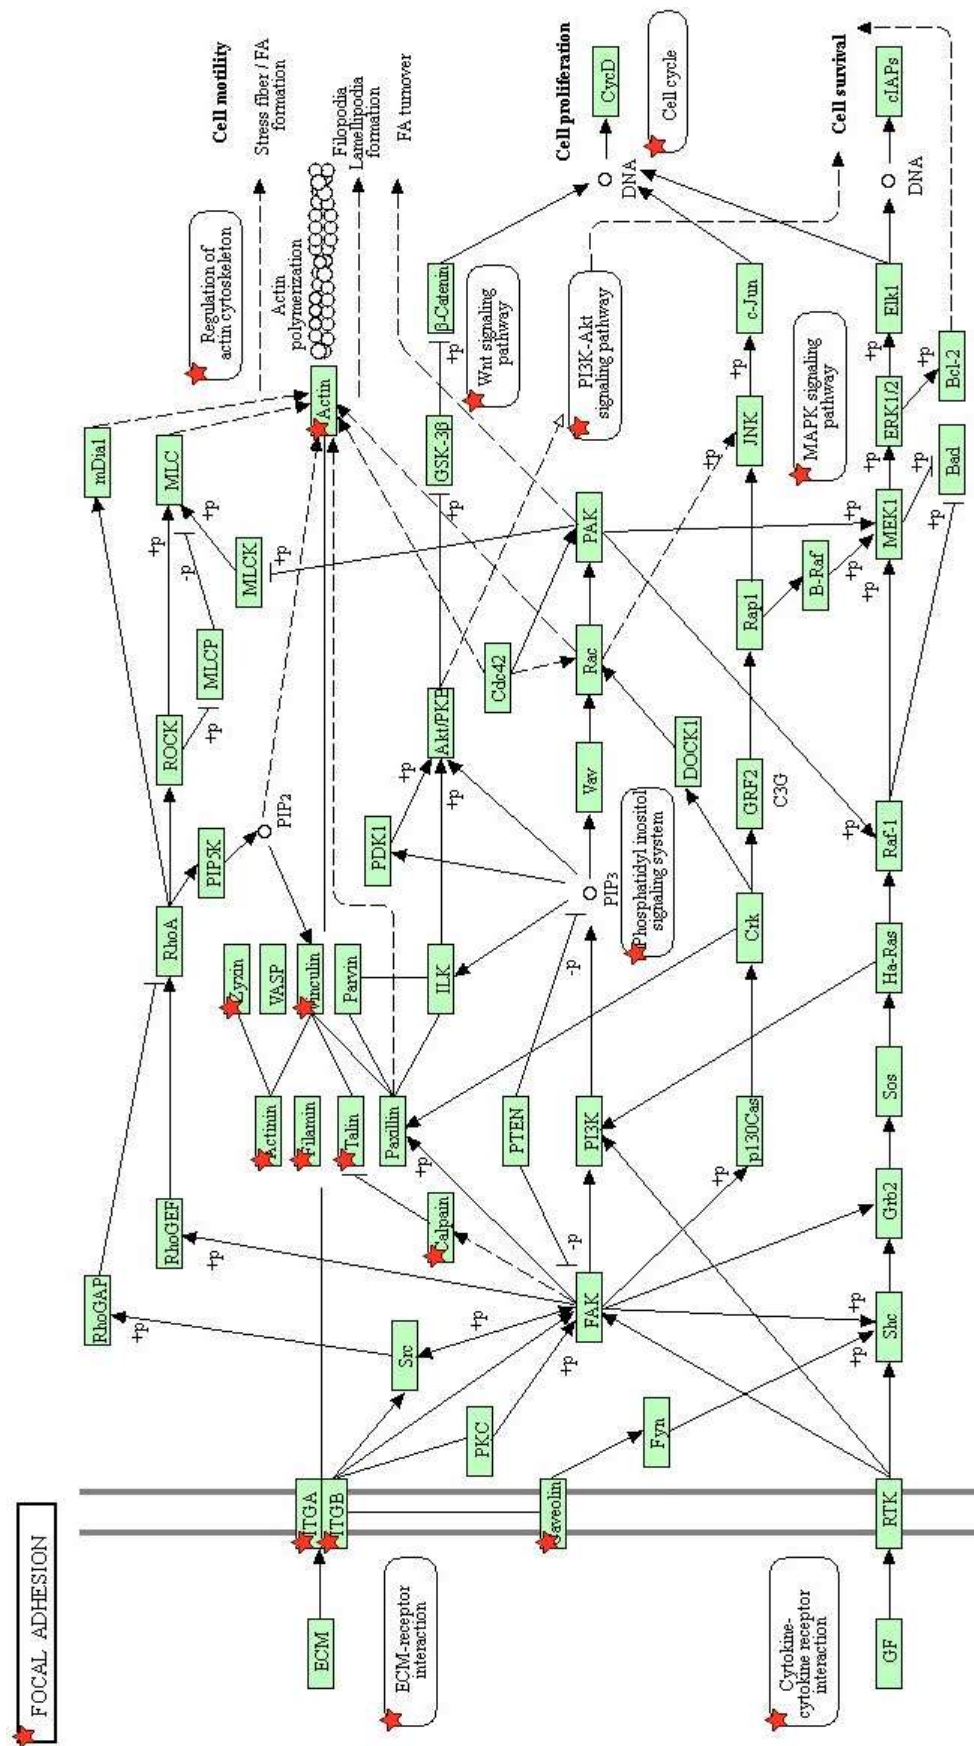 FOCAL ADHESION
ECM
ECM-receptor
interaction
Cytokine-
cytokine receptor
interaction
GF
ITGA
ITGB
Caveolin
RTK
PKC
Fyn
Src
+p
RhoGAP
+p
RhoGEF
+p
+p
FAK
+p
-p
Shc
+p
+p
Calpain
Grb2
Actinin
Filamin
Talin
Paxillin
+p
PTEN
PI3K
p130Cas
+p
Sos
Zyxin
VASP
Vinculin
Parvin
ILK
RhoA
PIP5K
PIP2
PIP3
-p
Phosphatidyl inositol
signaling system
Crk
Ha-Ras
PDK1
+p
+p
Akt/PKB
Vav
DOCK1
GRF2
C3G
Raf-1
+p
ROCK
+p
MLCP
-p
MLCK
+p
+p
MLC
mDia1
Cdc42
Rac
PAK
Rap1
B-Raf
+p
+p
+p
MEK1
+p
+p
+p
Bad
ERK1/2
+p
+p
Bcl-2
Elk1
JNK
+p
+p
c-Jun
MAPK signaling
pathway
PI3K-Akt
signaling pathway
Wnt signaling
pathway
GSK-3β
+p
+p
β-Catenin
Actin
Actin
polymerization
Regulation of
actin cytoskeleton
Cell motility
Stress fiber / FA
formation
Filopodia
Lamellipodia
formation
FA turnover
Cell proliferation
DNA
CycD
Cell cycle
Cell survival
DNA
cIAPs